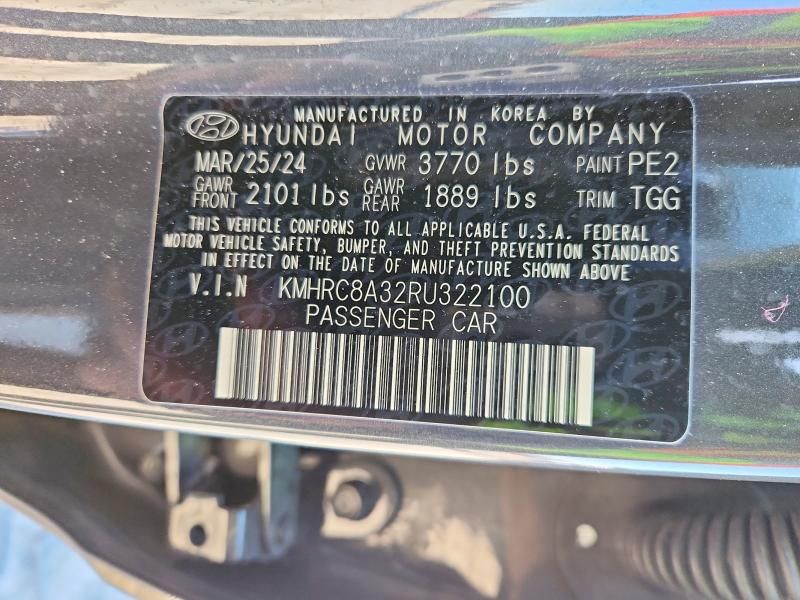 MANUFACTURED IN KOREA BY
HYUNDAI MOTOR COMPANY
MAR/25/24 GVWR 3770 lbs PAINT PE2
GAWR FRONT 2101 lbs GAWR REAR 1889 lbs TRIM TGG
THIS VEHICLE CONFORMS TO ALL APPLICABLE U.S.A. FEDERAL
MOTOR VEHICLE SAFETY, BUMPER, AND THEFT PREVENTION STANDARDS
IN EFFECT ON THE DATE OF MANUFACTURE SHOWN ABOVE
V.I.N KMHRC8A32RU322100
PASSENGER CAR